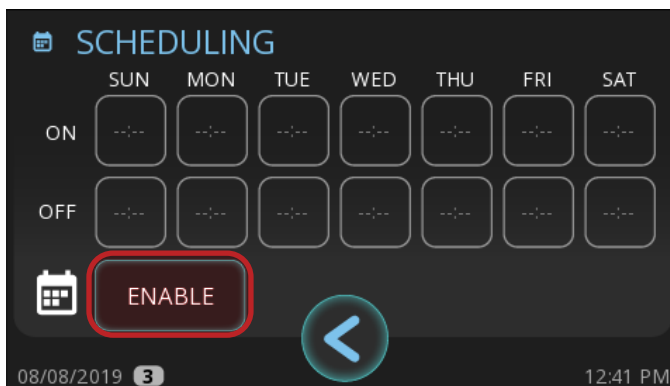 SCHEDULING
SUN MON TUE WED THU FRI SAT
ON --:-- --:-- --:-- --:-- --:-- --:-- --:--
OFF --:-- --:-- --:-- --:-- --:-- --:-- --:--
ENABLE
08/08/2019 3 12:41 PM